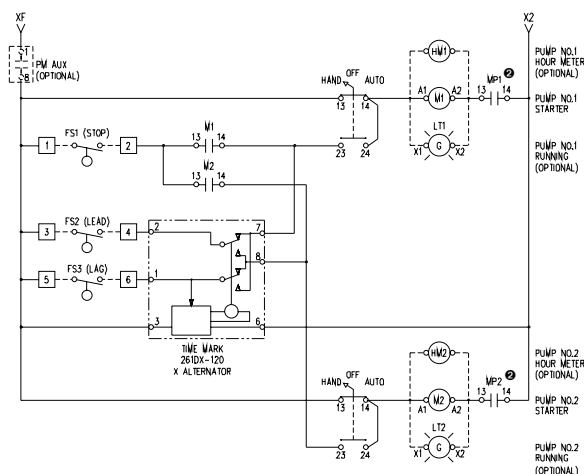 XF
X2
1
PM AUX
(OPTIONAL)
8
HM1
PUMP NO.1
HOUR METER
(OPTIONAL)
HAND OFF AUTO
13 14
A1 M1 A2
MP1 2
13 14
PUMP NO.1
STARTER
LT1
X1 G X2
PUMP NO.1
RUNNING
(OPTIONAL)
1 FS1 (STOP) 2
M1
13 14
23 24
M2
13 14
3 FS2 (LEAD) 4
2
7
8
5 FS3 (LAG) 6
1
3
6
TIME MARK
261DX-120
X ALTERNATOR
HM2
PUMP NO.2
HOUR METER
(OPTIONAL)
HAND OFF AUTO
13 14
A1 M2 A2
MP2 2
13 14
PUMP NO.2
STARTER
LT2
X1 G X2
23 24
PUMP NO.2
RUNNING
(OPTIONAL)